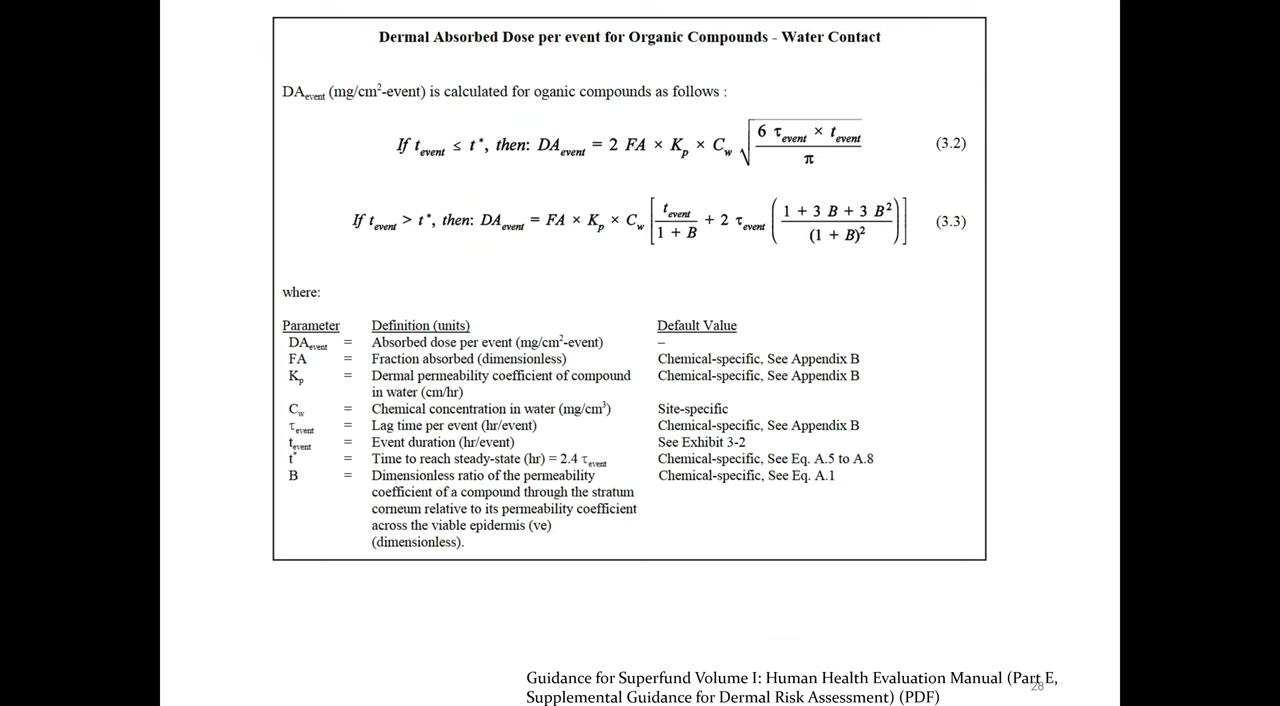 Dermal Absorbed Dose per event for Organic Compounds - Water Contact
DAevent (mg/cm²-event) is calculated for oganic compounds as follows :
If tevent ≤ t*, then: DAevent = 2 FA × Kp × Cw √(6 τevent × tevent / π) (3.2)
If tevent > t*, then: DAevent = FA × Kp × Cw [tevent / (1 + B) + 2 τevent ((1 + 3 B + 3 B²) / (1 + B)²)] (3.3)
where:
Parameter Definition (units) Default Value
DAevent = Absorbed dose per event (mg/cm²-event) –
FA = Fraction absorbed (dimensionless) Chemical-specific, See Appendix B
Kp = Dermal permeability coefficient of compound Chemical-specific, See Appendix B
in water (cm/hr)
Cw = Chemical concentration in water (mg/cm³) Site-specific
τevent = Lag time per event (hr/event) Chemical-specific, See Appendix B
tevent = Event duration (hr/event) See Exhibit 3-2
t* = Time to reach steady-state (hr) = 2.4 τevent Chemical-specific, See Eq. A.5 to A.8
B = Dimensionless ratio of the permeability Chemical-specific, See Eq. A.1
coefficient of a compound through the stratum
corneum relative to its permeability coefficient
across the viable epidermis (ve)
(dimensionless).
Guidance for Superfund Volume I: Human Health Evaluation Manual (Part E,
Supplemental Guidance for Dermal Risk Assessment) (PDF)
28